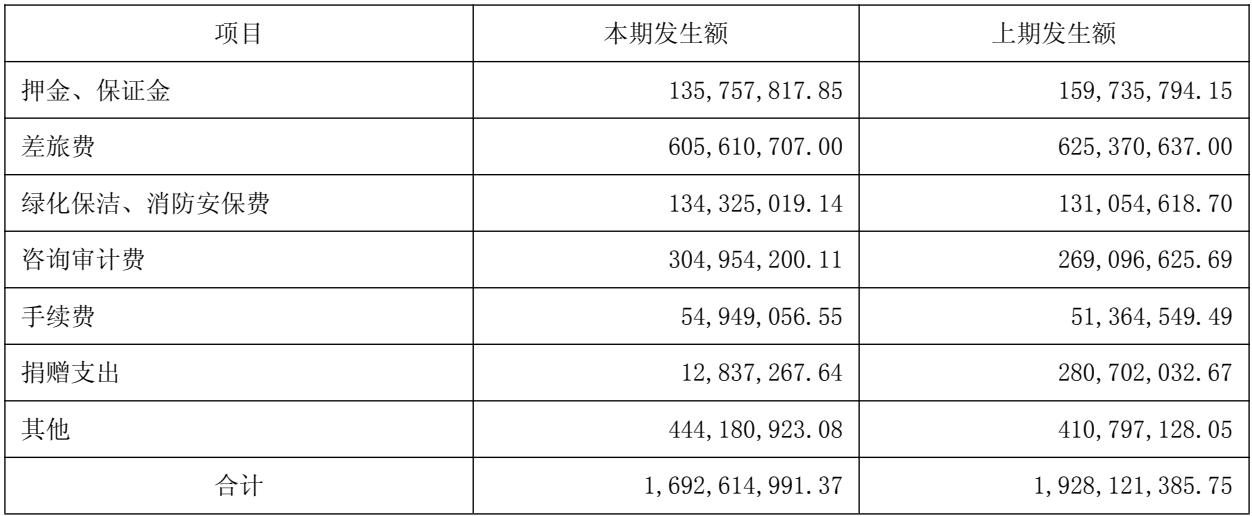 项目 本期发生额 上期发生额
押金、保证金 135,757,817.85 159,735,794.15
差旅费 605,610,707.00 625,370,637.00
绿化保洁、消防安保费 134,325,019.14 131,054,618.70
咨询审计费 304,954,200.11 269,096,625.69
手续费 54,949,056.55 51,364,549.49
捐赠支出 12,837,267.64 280,702,032.67
其他 444,180,923.08 410,797,128.05
合计 1,692,614,991.37 1,928,121,385.75